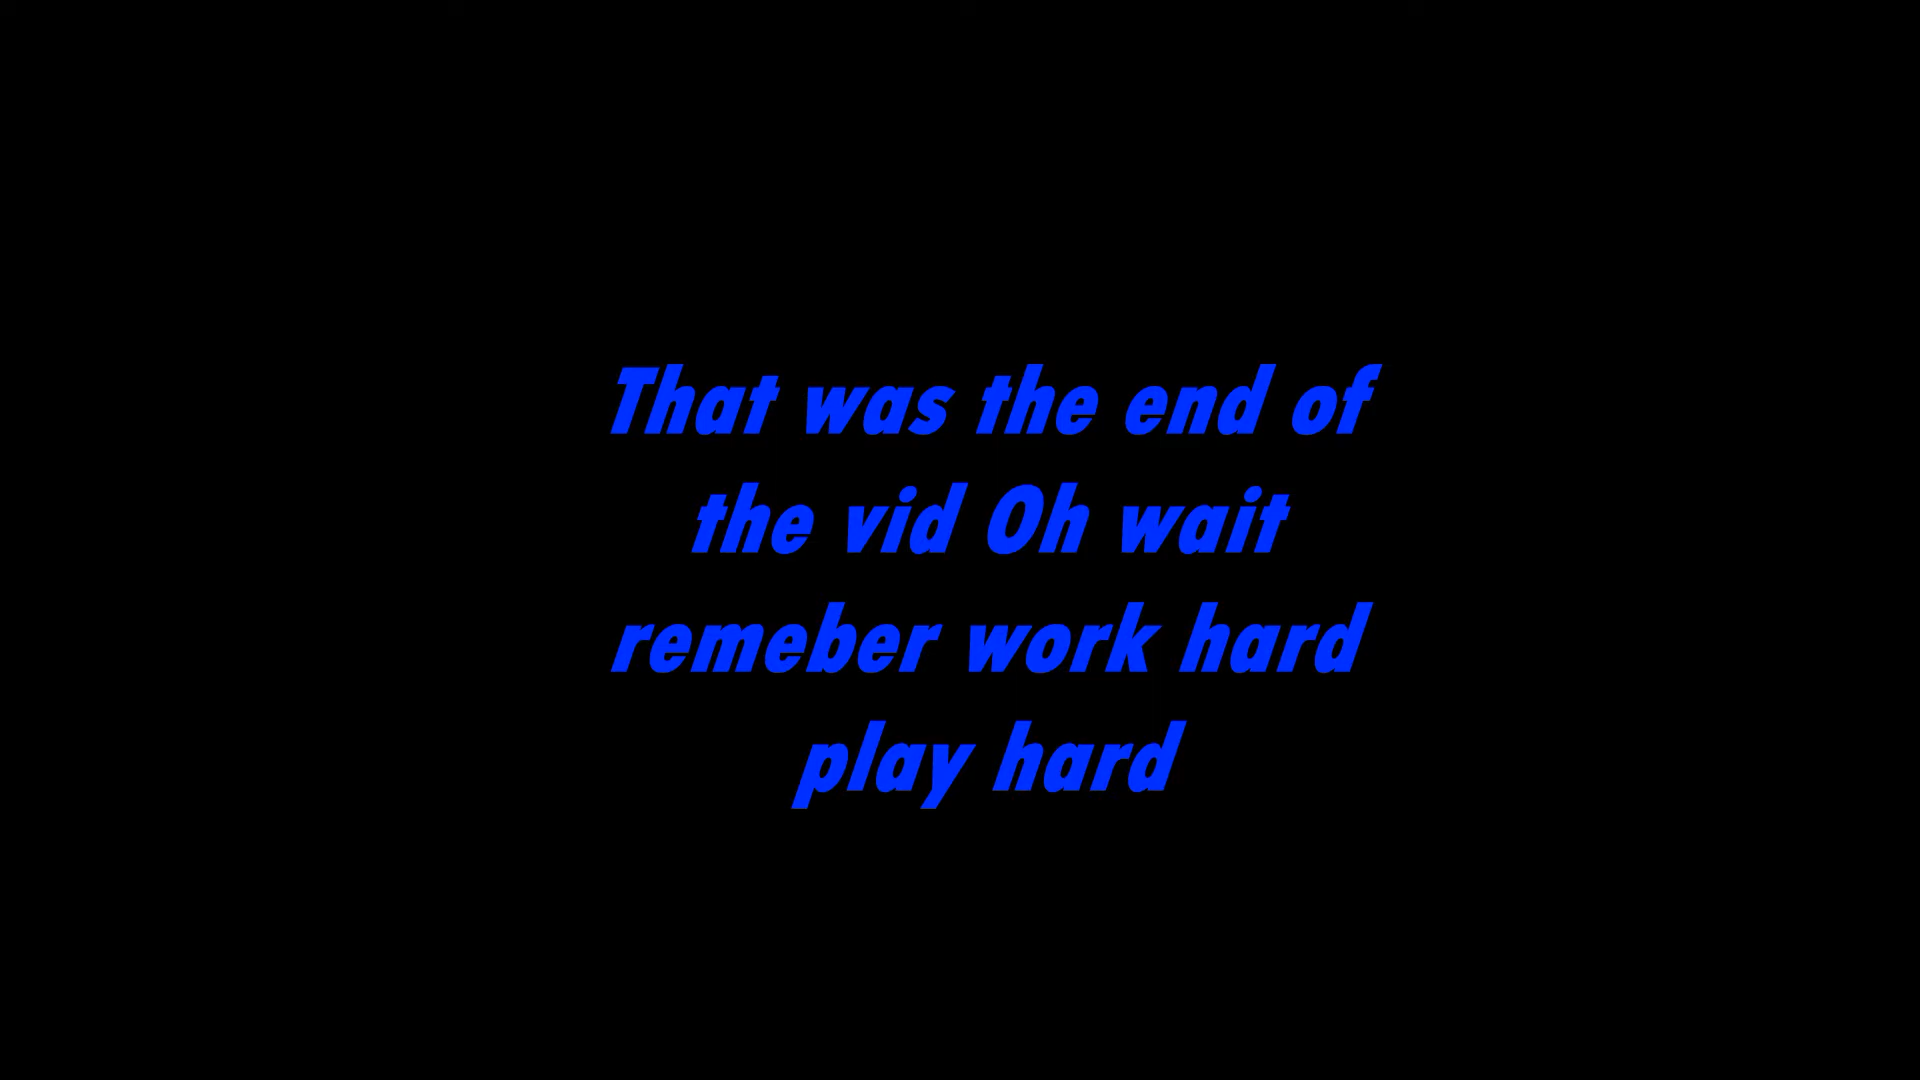 That was the end of
the vid Oh wait
remeber work hard
play hard